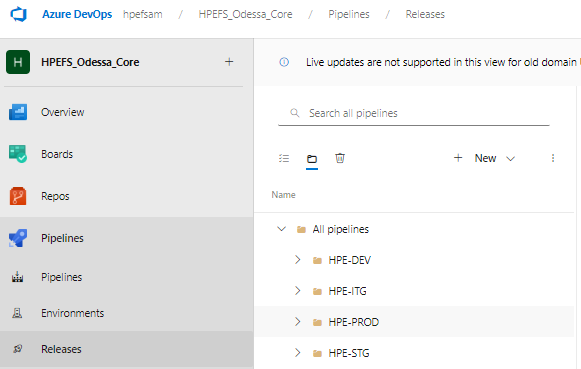 Azure DevOps hpefsam / HPEFS_Odessa_Core / Pipelines / Releases
H HPEFS_Odessa_Core +
Live updates are not supported in this view for old domain
Overview
Search all pipelines
Boards
New
Repos
Name
Pipelines
All pipelines
Pipelines
HPE-DEV
HPE-ITG
Environments
HPE-PROD
Releases
HPE-STG